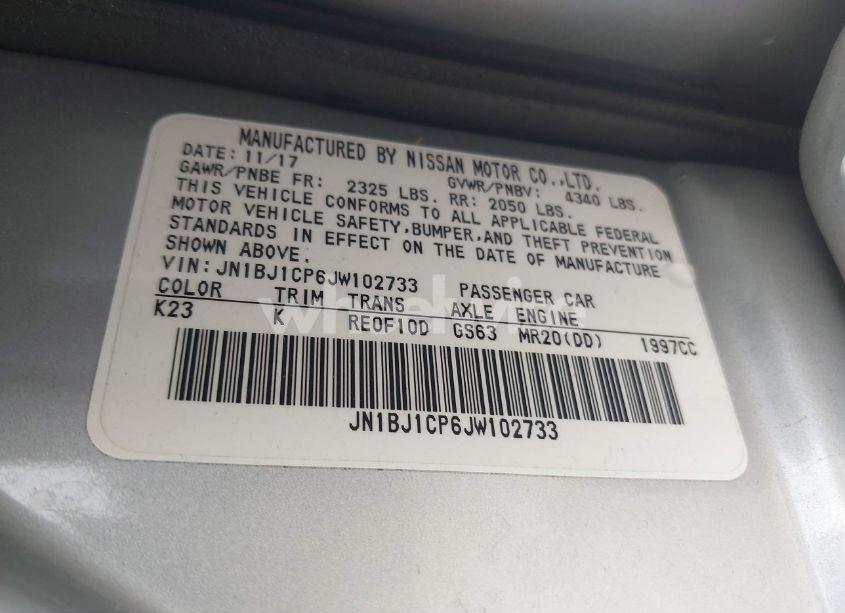 MANUFACTURED BY NISSAN MOTOR CO.,LTD.
DATE: 11/17 GVWR/PNBV: 4340 LBS.
GAWR/PNBE FR: 2325 LBS. RR: 2050 LBS.
THIS VEHICLE CONFORMS TO ALL APPLICABLE FEDERAL
MOTOR VEHICLE SAFETY,BUMPER,AND THEFT PREVENTION
STANDARDS IN EFFECT ON THE DATE OF MANUFACTURE
SHOWN ABOVE.
VIN:JN1BJ1CP6JW102733 PASSENGER CAR
COLOR TRIM TRANS AXLE ENGINE
K23 K RE0F10D GS63 MR20(DD) 1997CC
JN1BJ1CP6JW102733